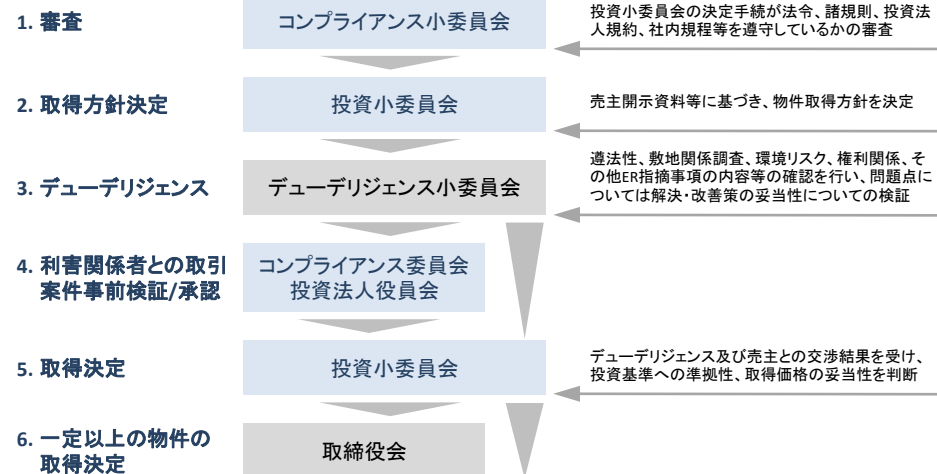 1. 審査
コンプライアンス小委員会
投資小委員会の決定手続が法令、諸規則、投資法
人規約、社内規程等を遵守しているかの審査
2. 取得方針決定
投資小委員会
売主開示資料等に基づき、物件取得方針を決定
3. デューデリジェンス
デューデリジェンス小委員会
遵法性、敷地関係調査、環境リスク、権利関係、そ
の他ER指摘事項の内容等の確認を行い、問題点に
ついては解決・改善策の妥当性についての検証
4. 利害関係者との取引
案件事前検証/承認
コンプライアンス委員会
投資法人役員会
5. 取得決定
投資小委員会
デューデリジェンス及び売主との交渉結果を受け、
投資基準への準拠性、取得価格の妥当性を判断
6. 一定以上の物件の
取得決定
取締役会